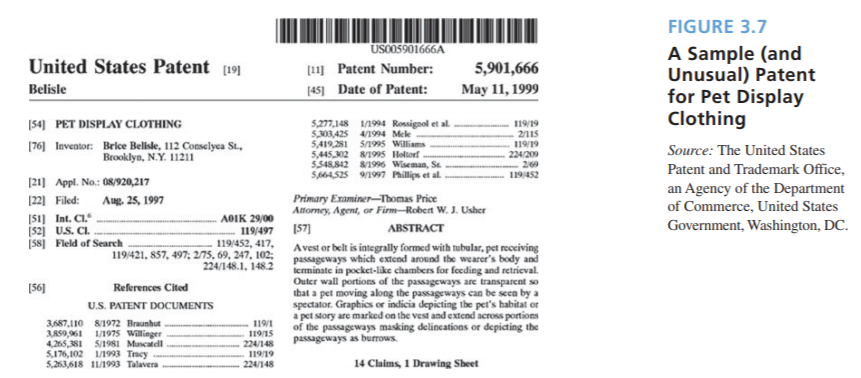 US005901666A
United States Patent [19]
Belisle
[11] Patent Number: 5,901,666
[45] Date of Patent: May 11, 1999
[54] PET DISPLAY CLOTHING
[76] Inventor: Brice Belisle, 112 Conselyea St.,
Brooklyn, N.Y. 11211
[21] Appl. No.: 08/920,217
[22] Filed: Aug. 25, 1997
[51] Int. Cl.⁶ ............ A01K 29/00
[52] U.S. Cl. ............ 119/497
[58] Field of Search ............ 119/452, 417,
119/421, 857, 497; 2/75, 69, 247, 102;
224/148.1, 148.2
[56] References Cited
U.S. PATENT DOCUMENTS
3,687,110 8/1972 Braunhut ............ 119/1
3,859,961 1/1975 Willinger ............ 119/15
4,265,381 5/1981 Muscatell ............ 224/148
5,176,102 1/1993 Tracy ............ 119/19
5,263,618 11/1993 Talavera ............ 224/148
5,277,148 1/1994 Rossignol et al. ............ 119/19
5,303,425 4/1994 Mele ............ 2/115
5,419,281 5/1995 Williams ............ 119/19
5,445,302 8/1995 Holtorf ............ 224/209
5,548,842 8/1996 Wiseman, Sr. ............ 2/69
5,664,525 9/1997 Phillips et al. ............ 119/452
Primary Examiner—Thomas Price
Attorney, Agent, or Firm—Robert W. J. Usher
[57] ABSTRACT
A vest or belt is integrally formed with tubular, pet receiving
passageways which extend around the wearer's body and
terminate in pocket-like chambers for feeding and retrieval.
Outer wall portions of the passageways are transparent so
that a pet moving along the passageways can be seen by a
spectator. Graphics or indicia depicting the pet's habitat or
a pet story are marked on the vest and extend across portions
of the passageways masking delineations or depicting the
passageways as burrows.
14 Claims, 1 Drawing Sheet
FIGURE 3.7
A Sample (and
Unusual) Patent
for Pet Display
Clothing
Source: The United States
Patent and Trademark Office,
an Agency of the Department
of Commerce, United States
Government, Washington, DC.